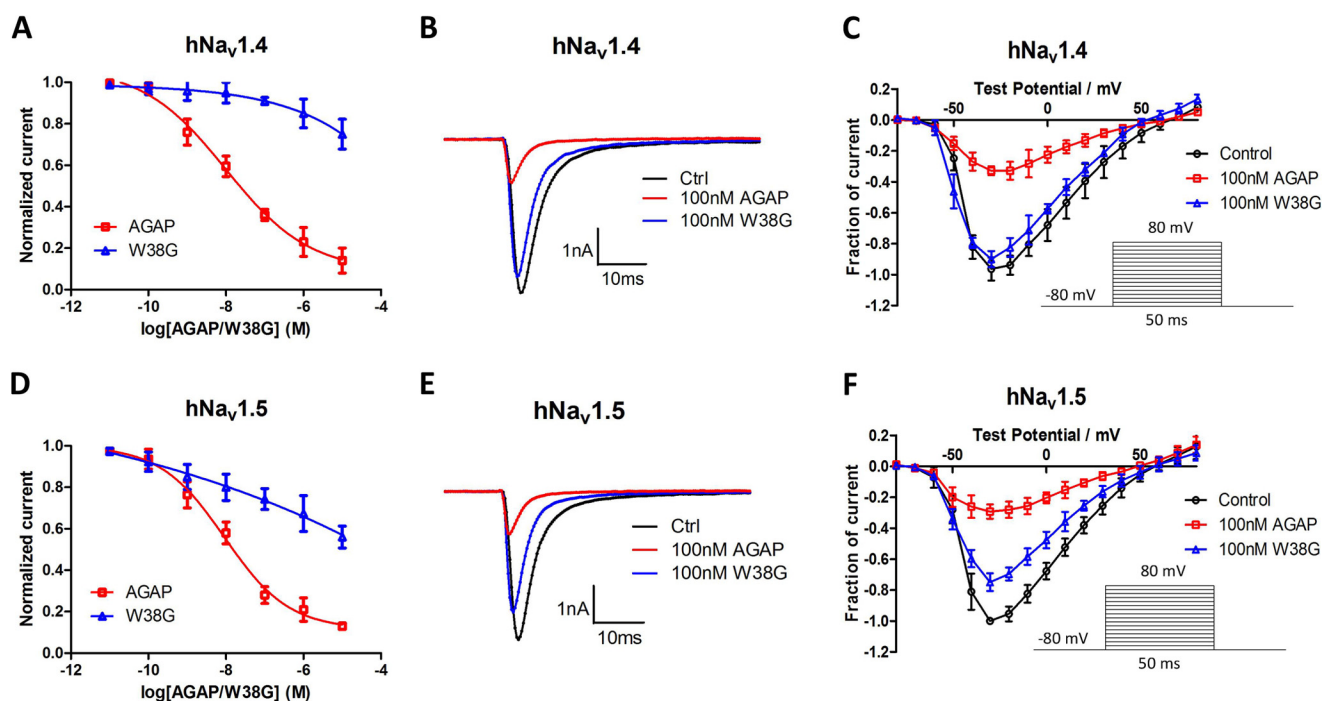 A
hNav1.4
Normalized current
1.0
0.8
0.6
0.4
0.2
0.0
AGAP
W38G
-12 -10 -8 -6 -4
log[AGAP/W38G] (M)
B
hNav1.4
Ctrl
100nM AGAP
100nM W38G
1nA
10ms
C
hNav1.4
Test Potential / mV
-50 0 50
Fraction of current
0.2
0.0
-0.2
-0.4
-0.6
-0.8
-1.0
-1.2
Control
100nM AGAP
100nM W38G
80 mV
-80 mV
50 ms
D
hNav1.5
Normalized current
1.0
0.8
0.6
0.4
0.2
0.0
AGAP
W38G
-12 -10 -8 -6 -4
log[AGAP/W38G] (M)
E
hNav1.5
Ctrl
100nM AGAP
100nM W38G
1nA
10ms
F
hNav1.5
Test Potential / mV
-50 0 50
Fraction of current
0.2
0.0
-0.2
-0.4
-0.6
-0.8
-1.0
-1.2
Control
100nM AGAP
100nM W38G
80 mV
-80 mV
50 ms